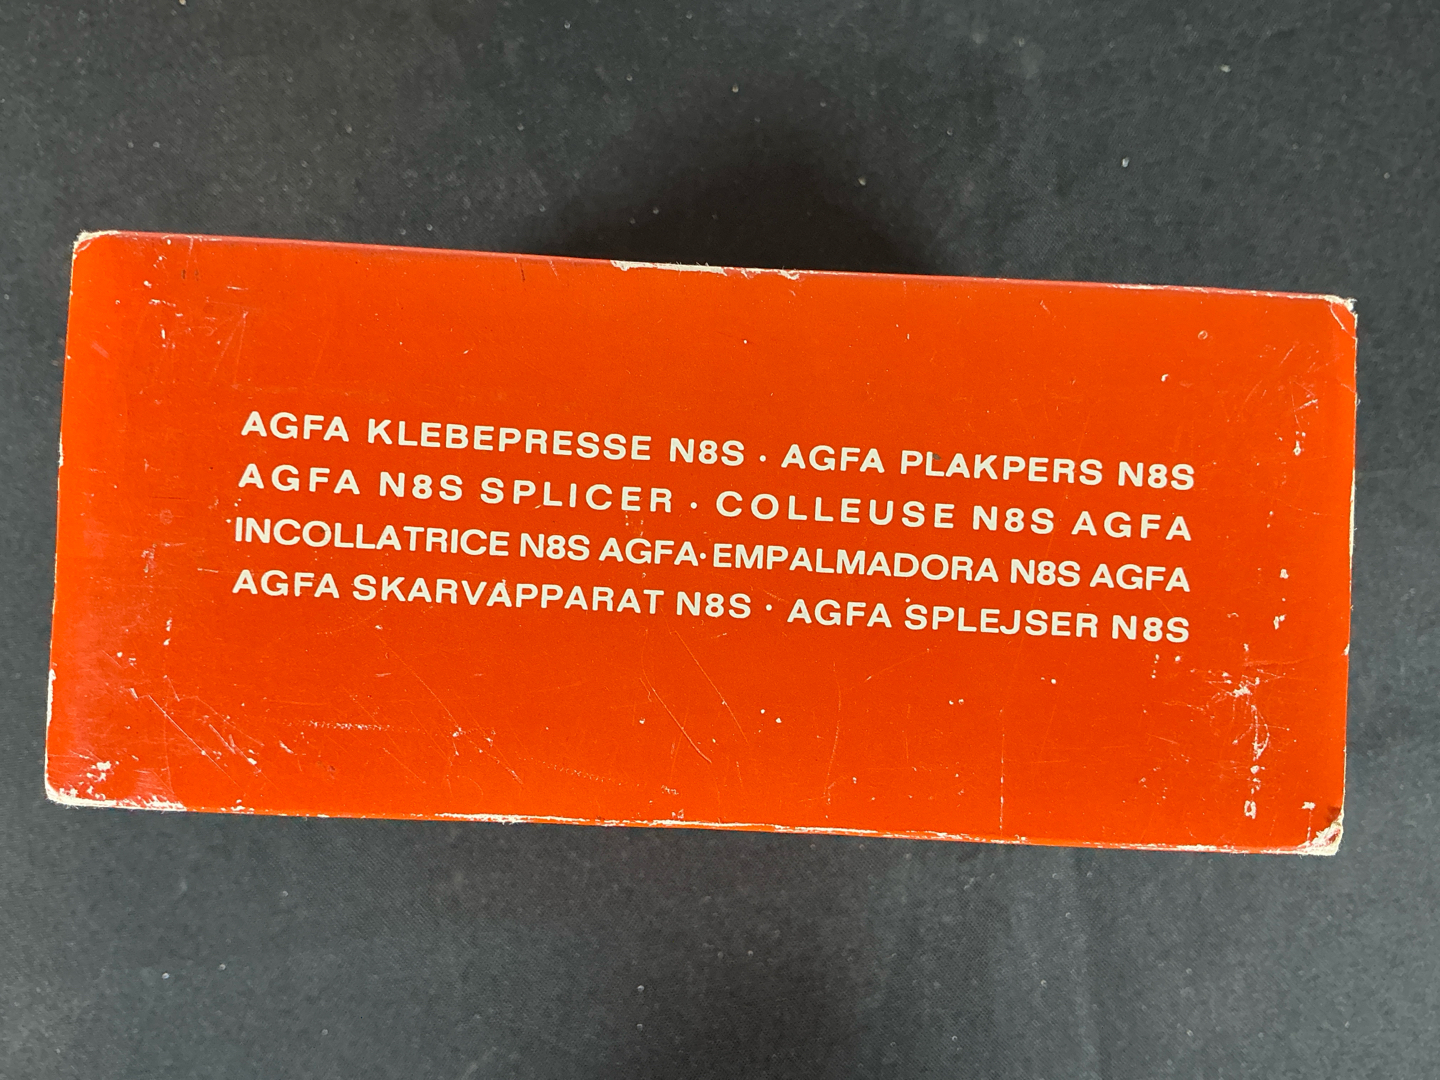 AGFA KLEBEPRESSE N8S · AGFA PLAKPERS N8S
AGFA N8S SPLICER · COLLEUSE N8S AGFA
INCOLLATRICE N8S AGFA · EMPALMADORA N8S AGFA
AGFA SKARVAPPARAT N8S · AGFA SPLEJSER N8S